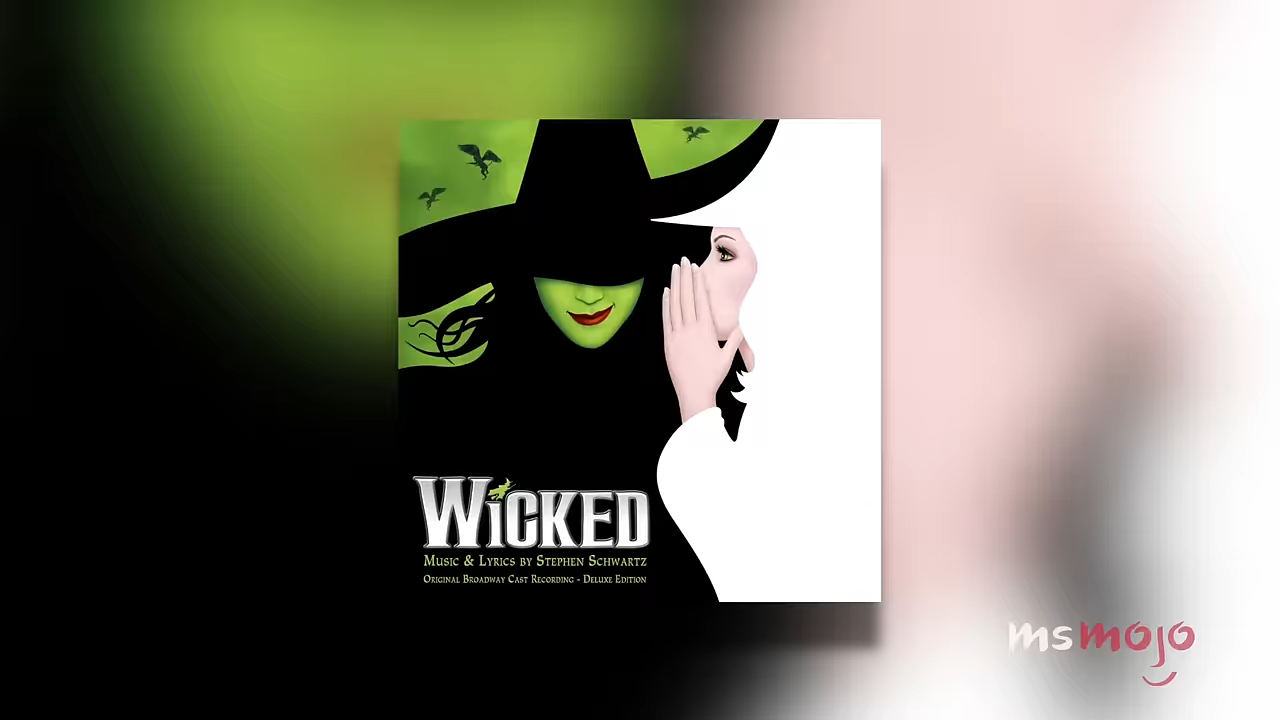 WICKED
MUSIC & LYRICS BY STEPHEN SCHWARTZ
ORIGINAL BROADWAY CAST RECORDING - DELUXE EDITION
msmojo